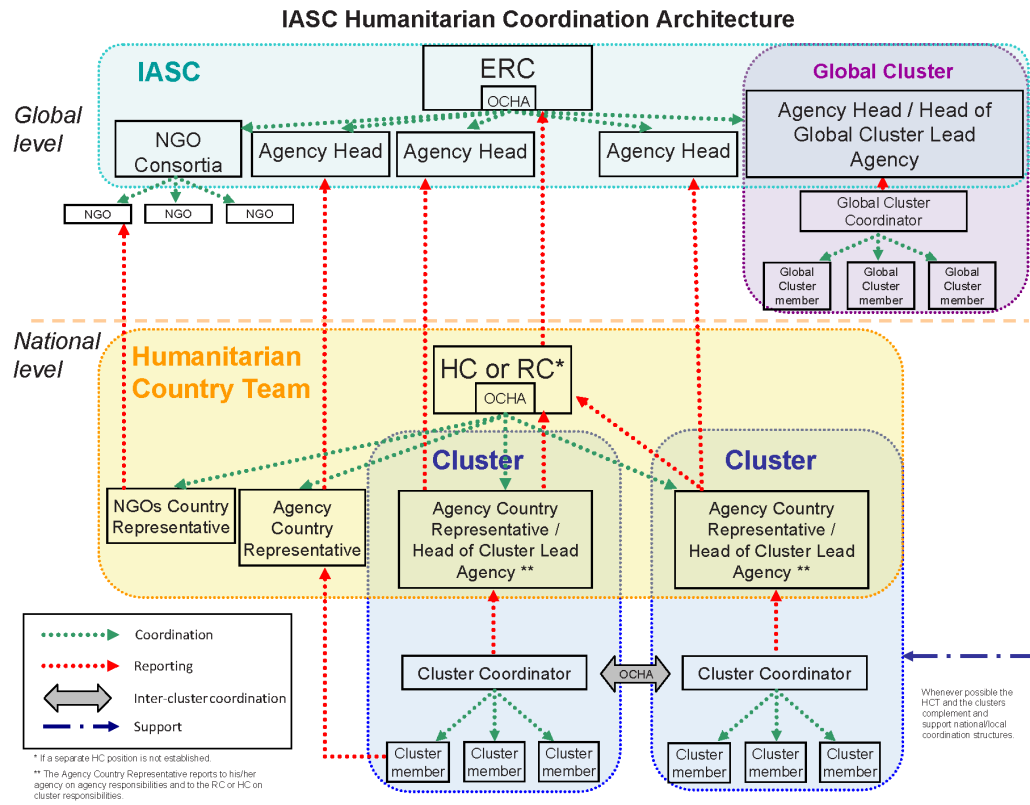 IASC Humanitarian Coordination Architecture
IASC
ERC
OCHA
Global Cluster
Global
level
NGO
Consortia
Agency Head
Agency Head
Agency Head
Agency Head / Head of
Global Cluster Lead
Agency
NGO
NGO
NGO
Global Cluster
Coordinator
Global
Cluster
member
Global
Cluster
member
Global
Cluster
member
National
level
Humanitarian
Country Team
HC or RC*
OCHA
Cluster
Cluster
NGOs Country
Representative
Agency
Country
Representative
Agency Country
Representative /
Head of Cluster Lead
Agency **
Agency Country
Representative /
Head of Cluster Lead
Agency **
Coordination
Reporting
Inter-cluster coordination
Support
Cluster Coordinator
OCHA
Cluster Coordinator
Cluster
member
Cluster
member
Cluster
member
Cluster
member
Cluster
member
Cluster
member
Whenever possible the
HCT and the clusters
complement and
support national/local
coordination structures.
* If a separate HC position is not established.
** The Agency Country Representative reports to his/her
agency on agency responsibilities and to the RC or HC on
cluster responsibilities.